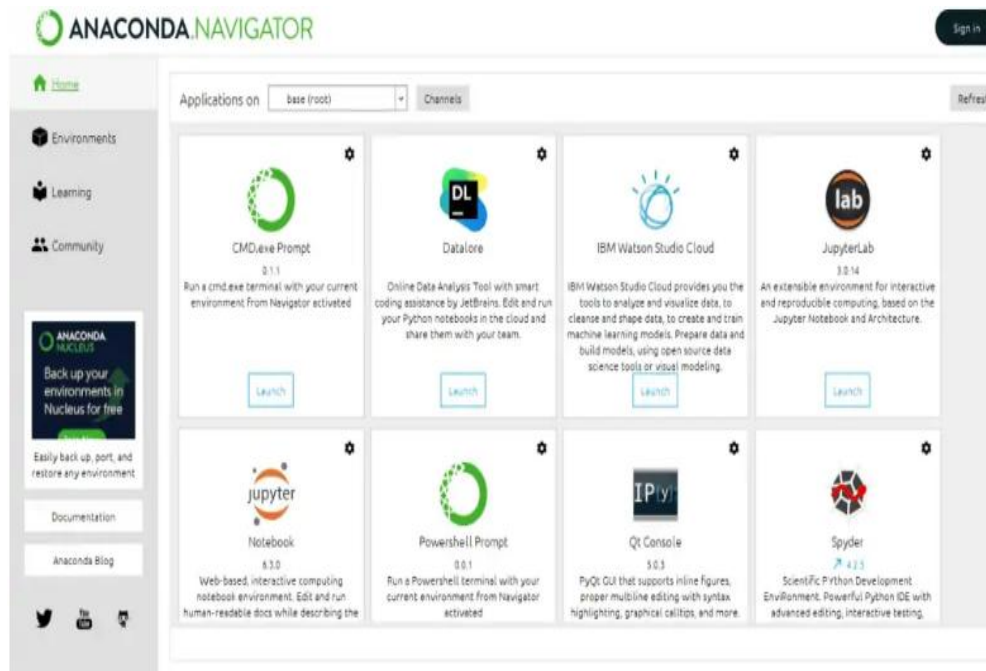 ANACONDA.NAVIGATOR
Sign in
Home
Environments
Learning
Community
ANACONDA
NUCLEUS
Back up your
environments in
Nucleus for free
Easily back up, port, and
restore any environment
Documentation
Anaconda Blog
You
Applications on
base (root)
Channels
Refres
CMD.exe Prompt
0.1.1
Run a cmd.exe terminal with your current
environment from Navigator activated
Launch
DL
Datalore
Online Data Analysis Tool with smart
coding assistance by JetBrains. Edit and run
your Python notebooks in the cloud and
share them with your team.
Launch
IBM Watson Studio Cloud
IBM Watson Studio Cloud provides you the
tools to analyze and visualize data, to
cleanse and shape data, to create and train
machine learning models. Prepare data and
build models, using open source data
science tools or visual modeling.
Launch
lab
JupyterLab
3.0.14
An extensible environment for interactive
and reproducible computing, based on the
Jupyter Notebook and Architecture.
Launch
jupyter
Notebook
6.3.0
Web-based, interactive computing
notebook environment. Edit and run
human-readable docs while describing the
Powershell Prompt
0.0.1
Run a Powershell terminal with your
current environment from Navigator
activated
IP[y]:
Qt Console
5.0.3
PyQt GUI that supports inline figures,
proper multiline editing with syntax
highlighting, graphical calltips, and more.
Spyder
4.2.5
Scientific PYthon Development
EnviRonment. Powerful Python IDE with
advanced editing, interactive testing,